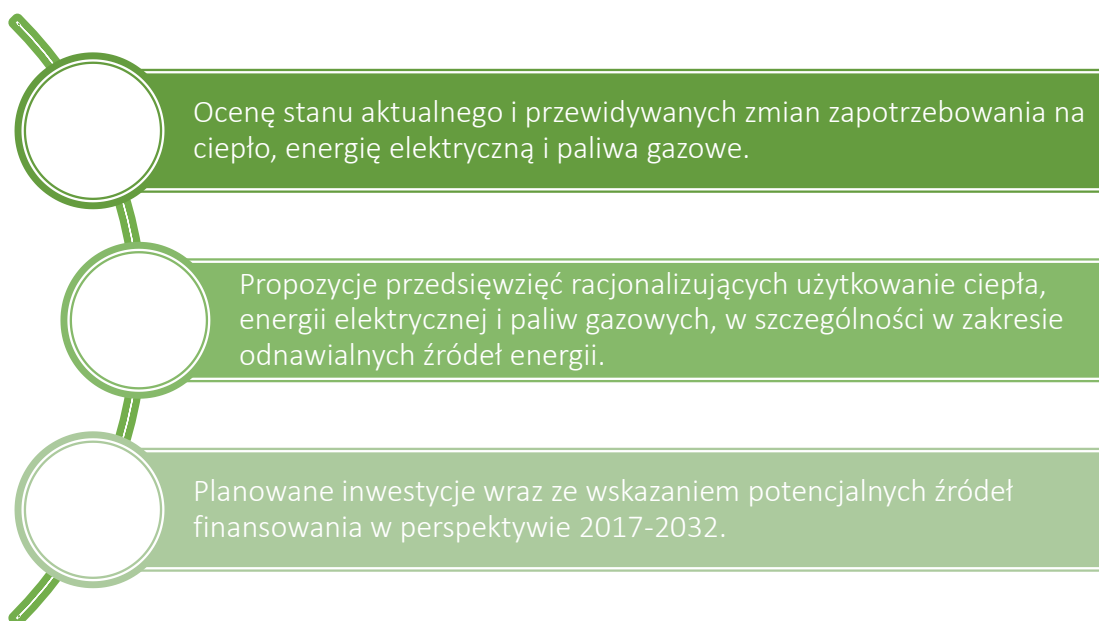 Ocenę stanu aktualnego i przewidywanych zmian zapotrzebowania na
ciepło, energię elektryczną i paliwa gazowe.
Propozycje przedsięwzięć racjonalizujących użytkowanie ciepła,
energii elektrycznej i paliw gazowych, w szczególności w zakresie
odnawialnych źródeł energii.
Planowane inwestycje wraz ze wskazaniem potencjalnych źródeł
finansowania w perspektywie 2017-2032.